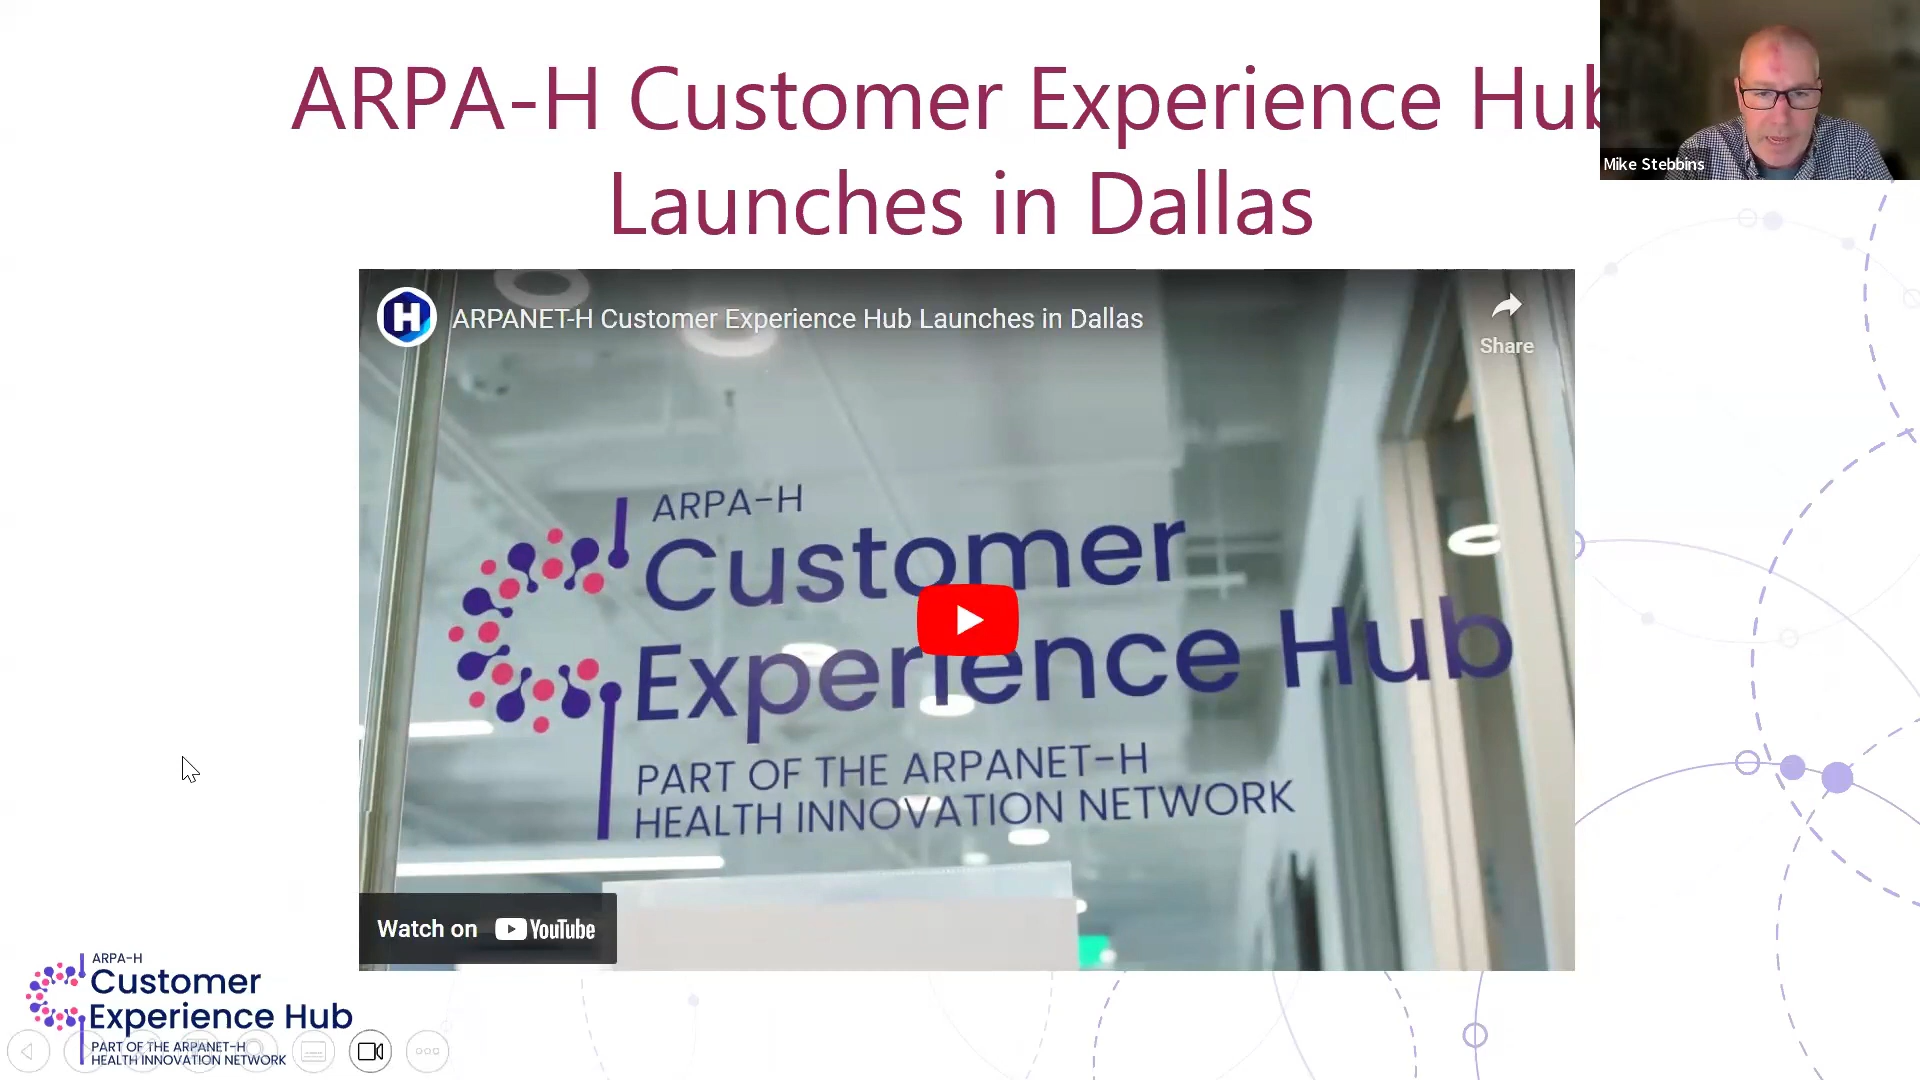 ARPA-H Customer Experience Hub
Launches in Dallas
Mike Stebbins
H
ARPANET-H Customer Experience Hub Launches in Dallas
Share
ARPA-H
Customer
Experience Hub
PART OF THE ARPANET-H
HEALTH INNOVATION NETWORK
Watch on YouTube
ARPA-H
Customer
Experience Hub
PART OF THE ARPANET-H
HEALTH INNOVATION NETWORK